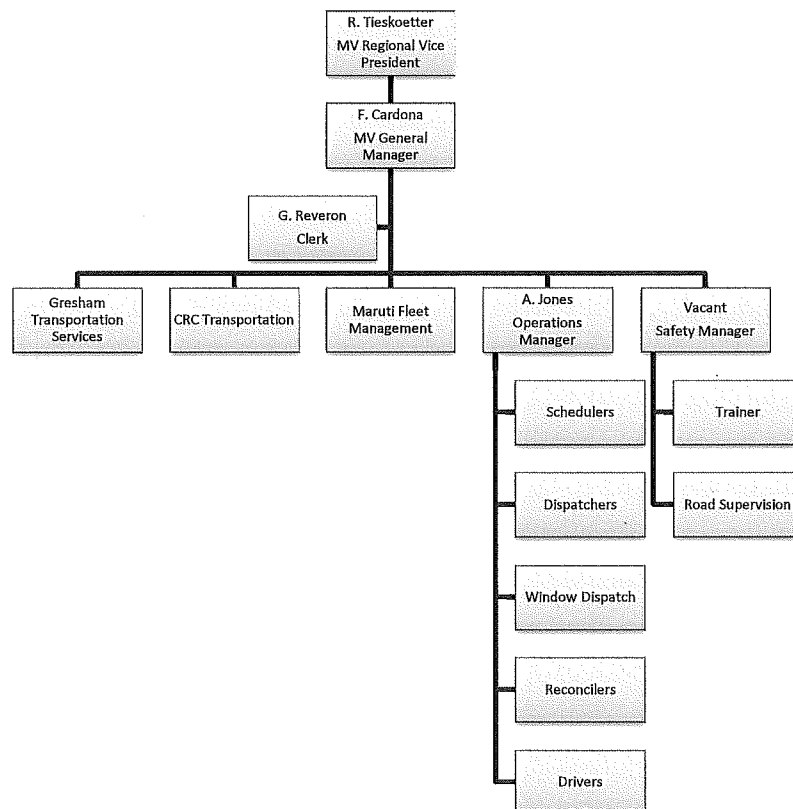 R. Tieskoetter
MV Regional Vice
President
F. Cardona
MV General
Manager
G. Reveron
Clerk
Gresham
Transportation
Services
CRC Transportation
Maruti Fleet
Management
A. Jones
Operations
Manager
Vacant
Safety Manager
Schedulers
Trainer
Dispatchers
Road Supervision
Window Dispatch
Reconcilers
Drivers